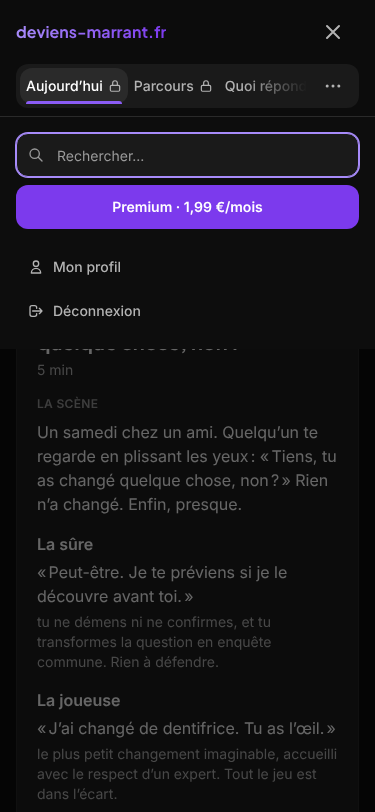 deviens-marrant.fr
Aujourd’hui
Parcours
Quoi répond
Rechercher...
Premium · 1,99 €/mois
Mon profil
Déconnexion
5 min
LA SCÈNE
Un samedi chez un ami. Quelqu’un te
regarde en plissant les yeux : « Tiens, tu
as changé quelque chose, non ? » Rien
n’a changé. Enfin, presque.
La sûre
« Peut-être. Je te préviens si je le
découvre avant toi. »
tu ne démens ni ne confirmes, et tu
transformes la question en enquête
commune. Rien à défendre.
La joueuse
« J’ai changé de dentifrice. Tu as l’œil. »
le plus petit changement imaginable, accueilli
avec le respect d’un expert. Tout le jeu est
dans l’écart.